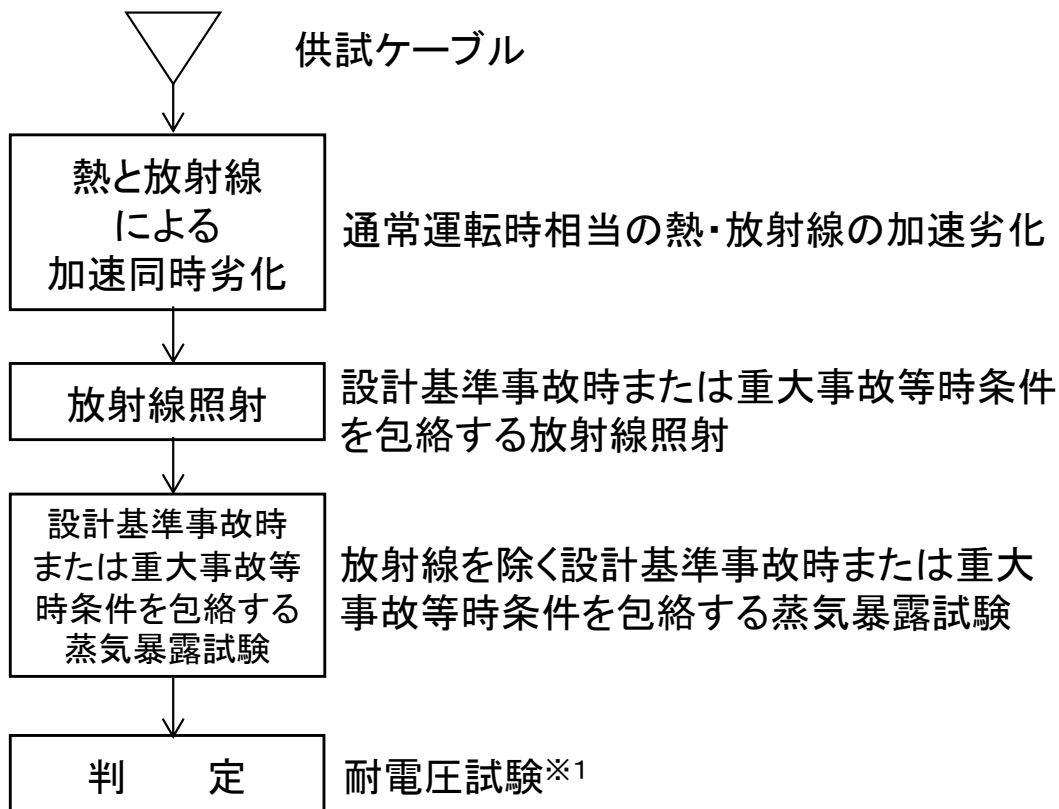 供試ケーブル
熱と放射線
による
加速同時劣化
通常運転時相当の熱・放射線の加速劣化
放射線照射
設計基準事故時または重大事故等時条件
を包絡する放射線照射
設計基準事故時
または重大事故等
時条件を包絡する
蒸気暴露試験
放射線を除く設計基準事故時または重大
事故等時条件を包絡する蒸気暴露試験
判　　定
耐電圧試験※1